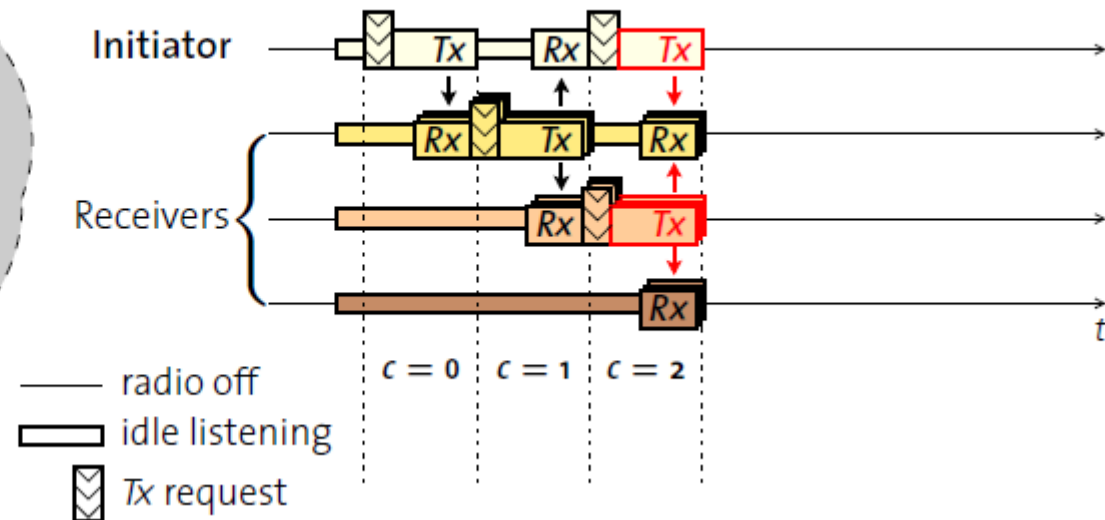 Initiator Tx Rx Tx
Rx Tx Rx
Receivers Rx Tx
Rx
t
c = 0 c = 1 c = 2
radio off
idle listening
Tx request